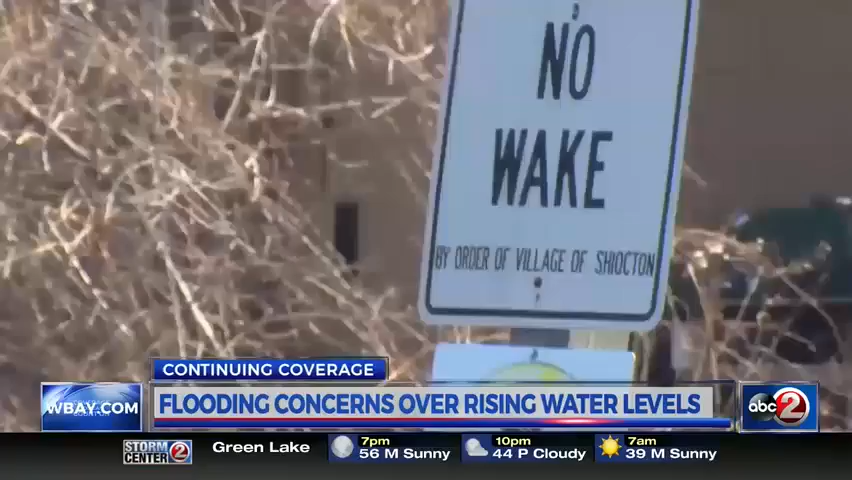 NO
WAKE
BY ORDER OF VILLAGE OF SHIOCTON
CONTINUING COVERAGE
WBAY.COM
FLOODING CONCERNS OVER RISING WATER LEVELS
abc 2
STORM CENTER 2
Green Lake
7pm
56 M Sunny
10pm
44 P Cloudy
7am
39 M Sunny